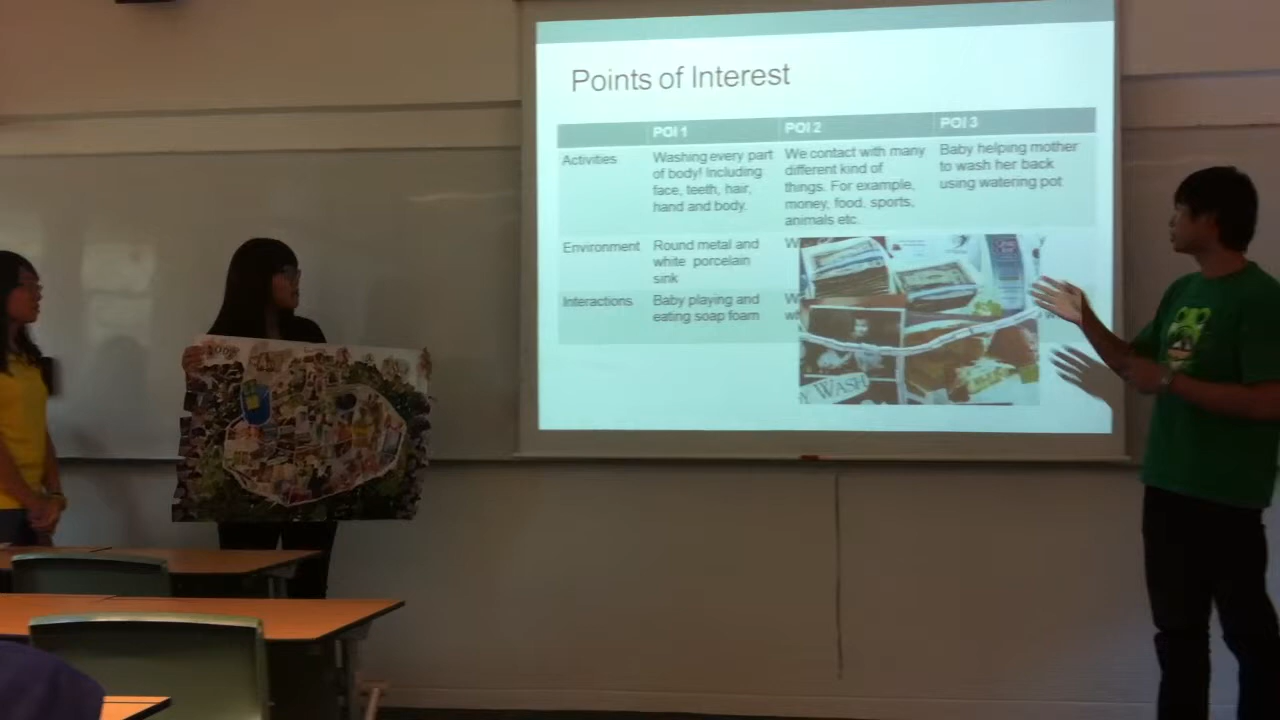 Points of Interest
POI 1
POI 2
POI 3
Activities
Washing every part
of body! Including
face, teeth, hair,
hand and body.
We contact with many
different kind of
things. For example,
money, food, sports,
animals etc.
Baby helping mother
to wash her back
using watering pot
Environment
Round metal and
white porcelain
sink
Interactions
Baby playing and
eating soap foam
WASH